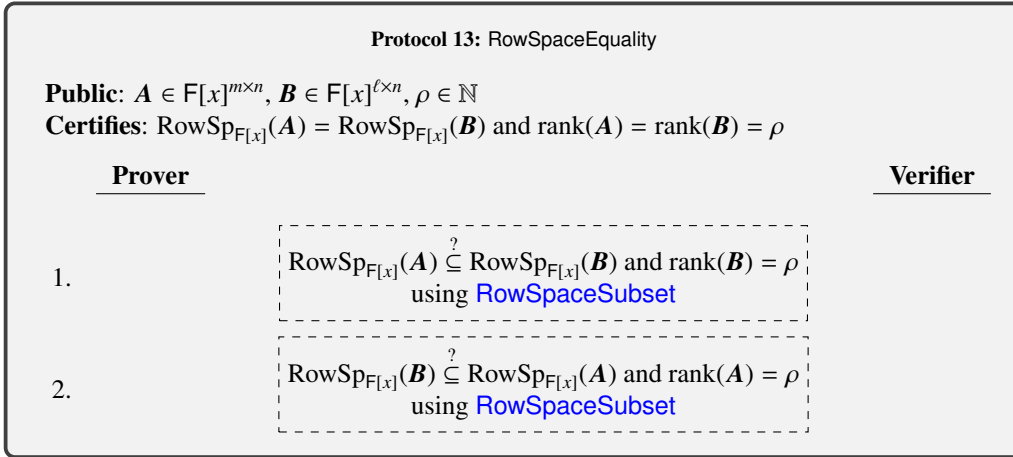 Protocol 13: RowSpaceEquality
Public: A ∈ F[x]^{m×n}, B ∈ F[x]^{ℓ×n}, ρ ∈ ℕ
Certifies: RowSp_{F[x]}(A) = RowSp_{F[x]}(B) and rank(A) = rank(B) = ρ
Prover Verifier
1. RowSp_{F[x]}(A) ⊆^? RowSp_{F[x]}(B) and rank(B) = ρ
using RowSpaceSubset
2. RowSp_{F[x]}(B) ⊆^? RowSp_{F[x]}(A) and rank(A) = ρ
using RowSpaceSubset